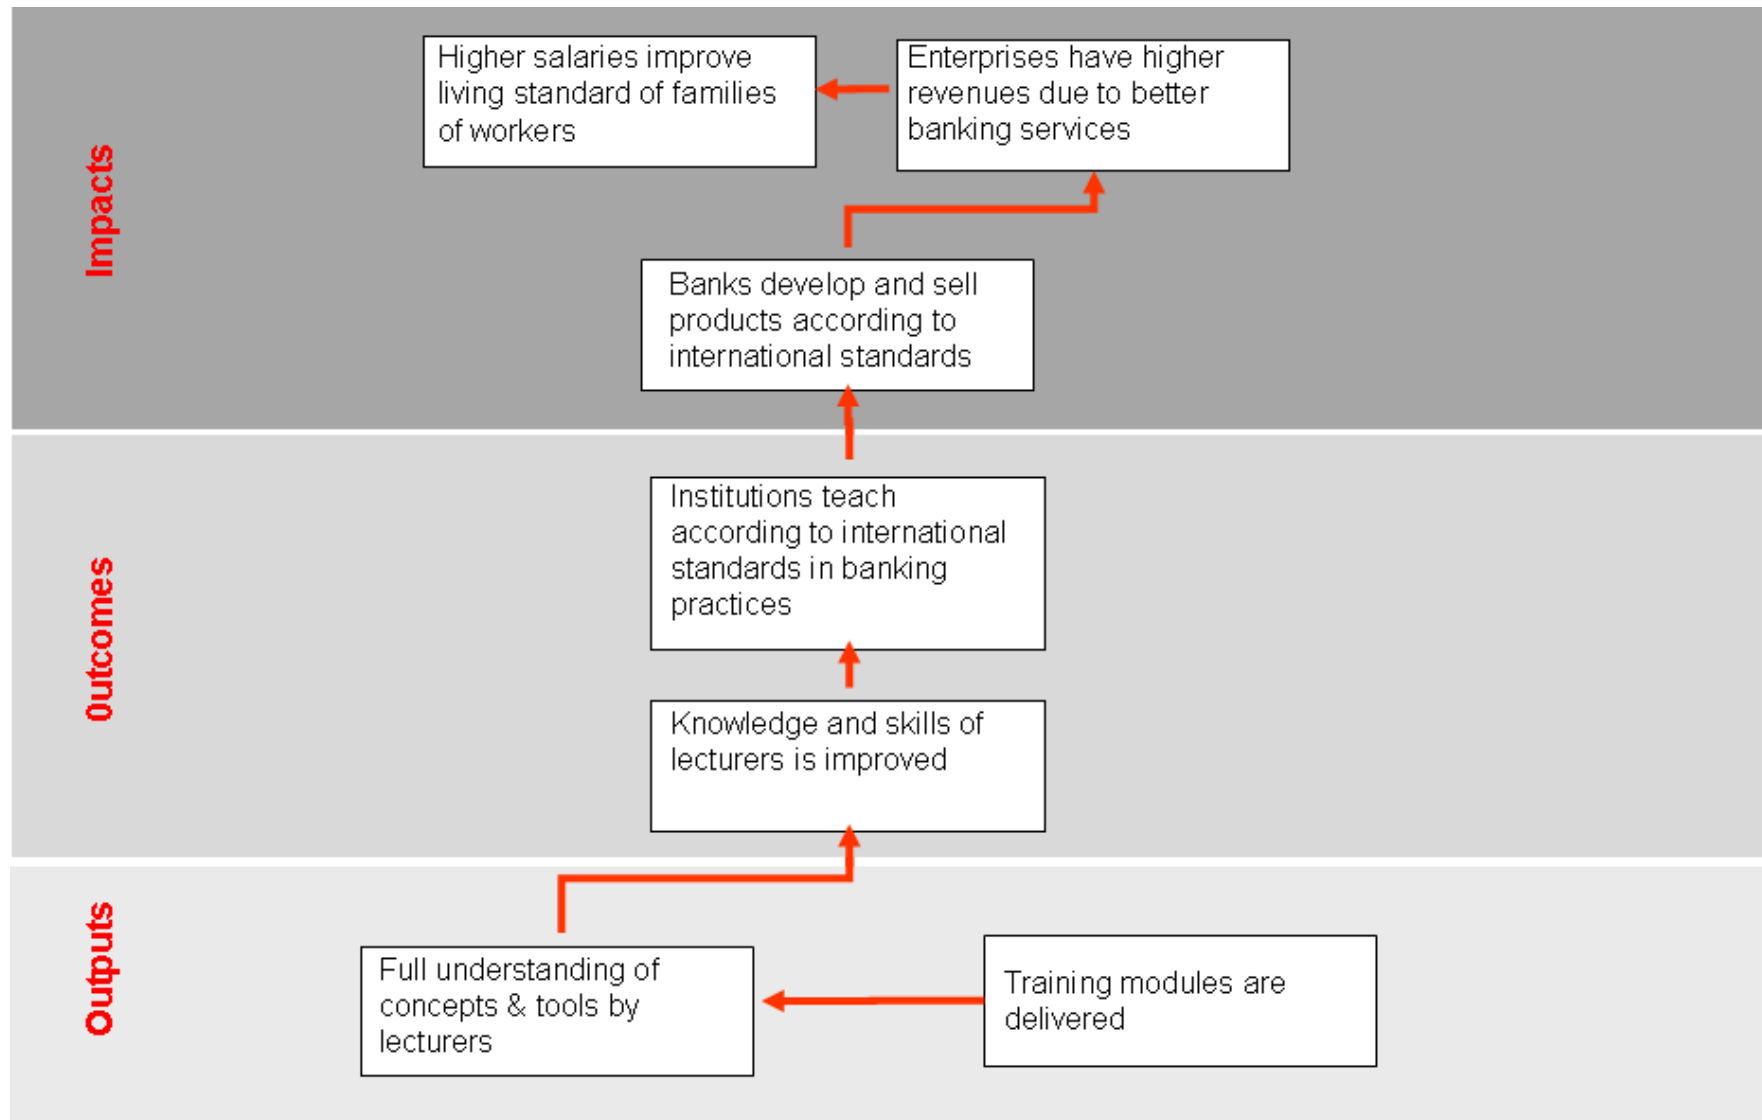 Impacts
Higher salaries improve
living standard of families
of workers
Enterprises have higher
revenues due to better
banking services
Banks develop and sell
products according to
international standards
0utcomes
Institutions teach
according to international
standards in banking
practices
Knowledge and skills of
lecturers is improved
Outputs
Full understanding of
concepts & tools by
lecturers
Training modules are
delivered